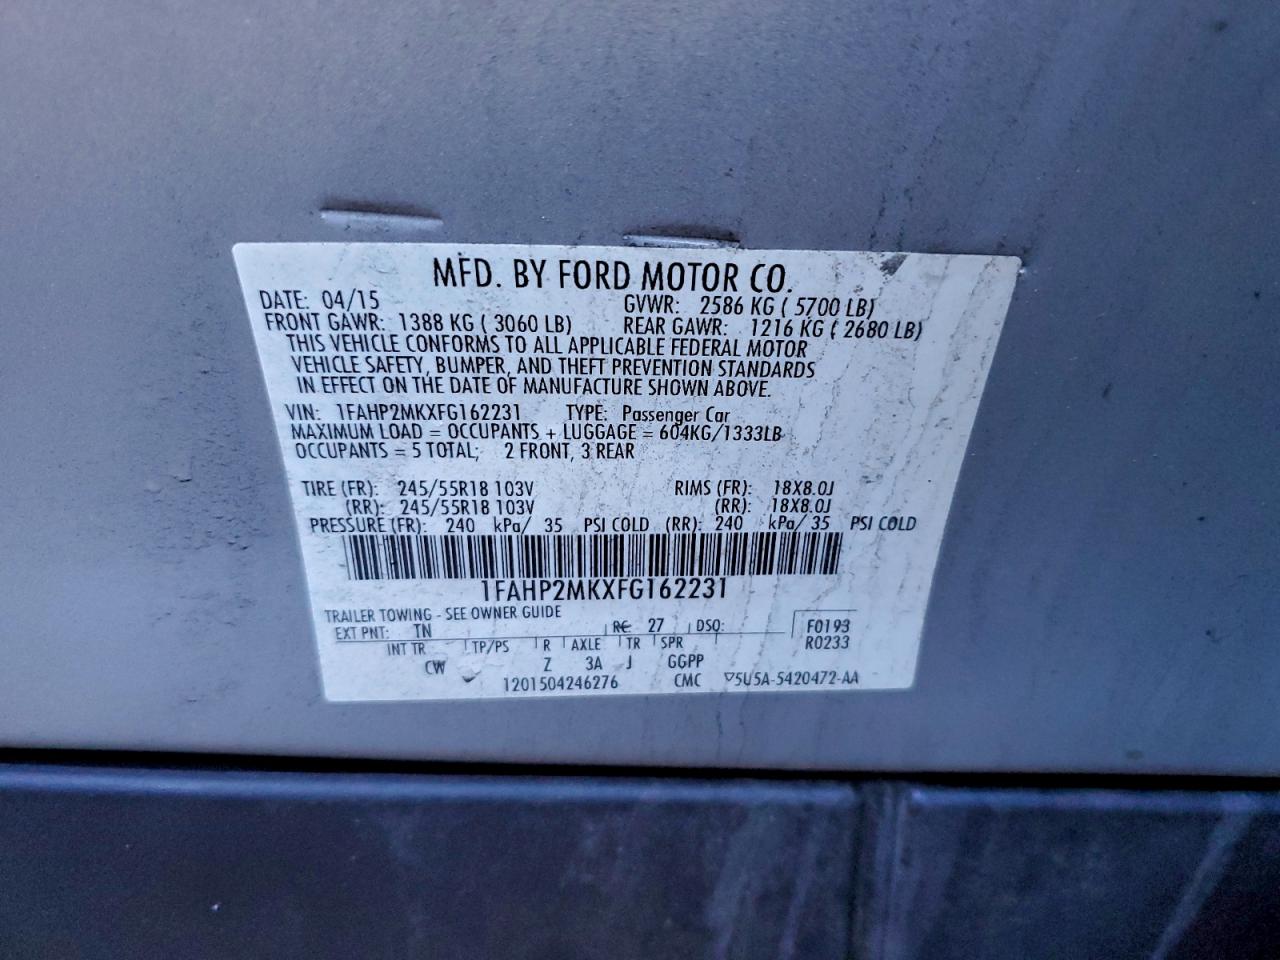 MFD. BY FORD MOTOR CO.
DATE: 04/15 GVWR: 2586 KG ( 5700 LB)
FRONT GAWR: 1388 KG ( 3060 LB) REAR GAWR: 1216 KG ( 2680 LB)
THIS VEHICLE CONFORMS TO ALL APPLICABLE FEDERAL MOTOR
VEHICLE SAFETY, BUMPER, AND THEFT PREVENTION STANDARDS
IN EFFECT ON THE DATE OF MANUFACTURE SHOWN ABOVE.
VIN: 1FAHP2MKXFG162231 TYPE: Passenger Car
MAXIMUM LOAD = OCCUPANTS + LUGGAGE = 604KG/1333LB
OCCUPANTS = 5 TOTAL; 2 FRONT, 3 REAR
TIRE (FR): 245/55R18 103V RIMS (FR): 18X8.0J
(RR): 245/55R18 103V (RR): 18X8.0J
PRESSURE (FR): 240 kPa/ 35 PSI COLD (RR): 240 kPa/ 35 PSI COLD
1FAHP2MKXFG162231
TRAILER TOWING - SEE OWNER GUIDE
EXT PNT: TN RC: 27 DSO: F0193
INT TR TP/PS R AXLE TR SPR R0233
CW Z 3A J GGPP
1201504246276 CMC ▽5U5A-5420472-AA